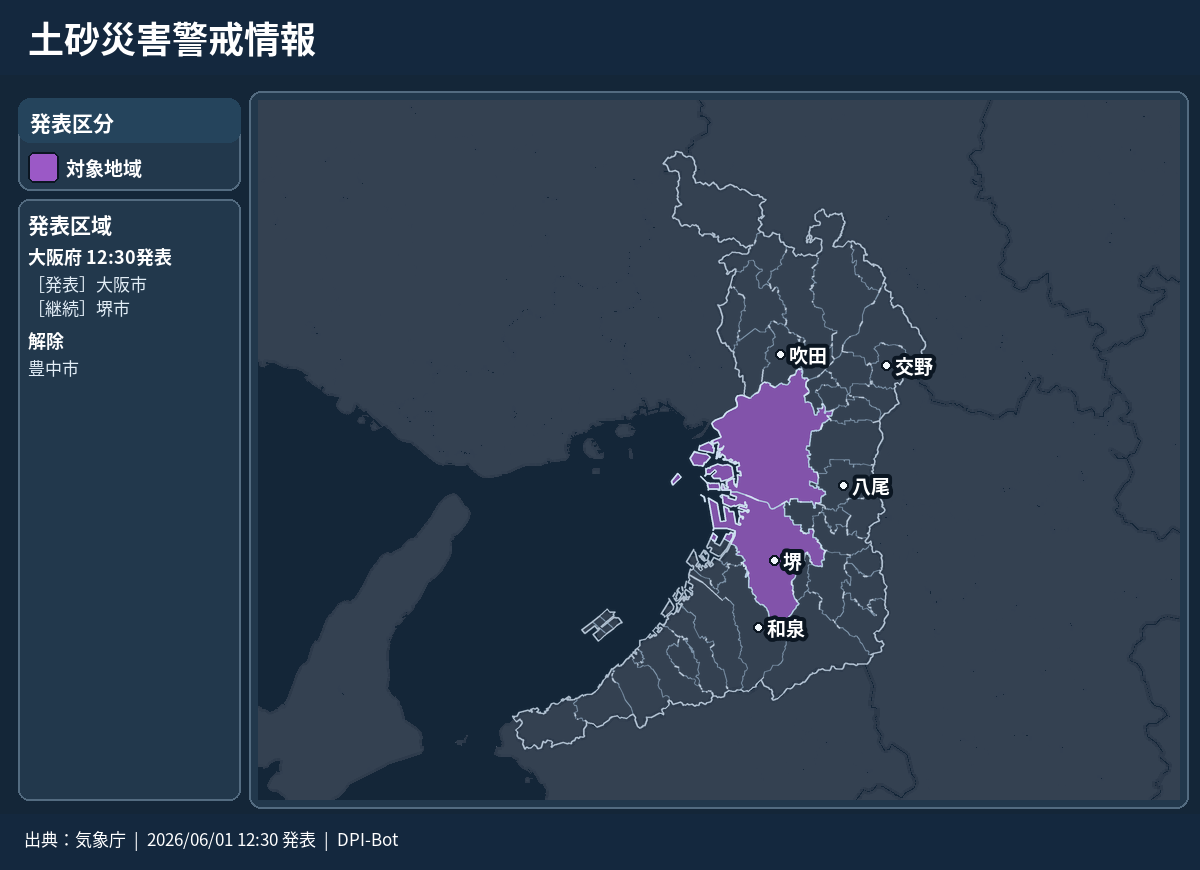 土砂災害警戒情報
発表区分
対象地域
発表区域
大阪府 12:30発表
［発表］大阪市
［継続］堺市
解除
豊中市
吹田
交野
八尾
堺
和泉
出典：気象庁 | 2026/06/01 12:30 発表 | DPI-Bot